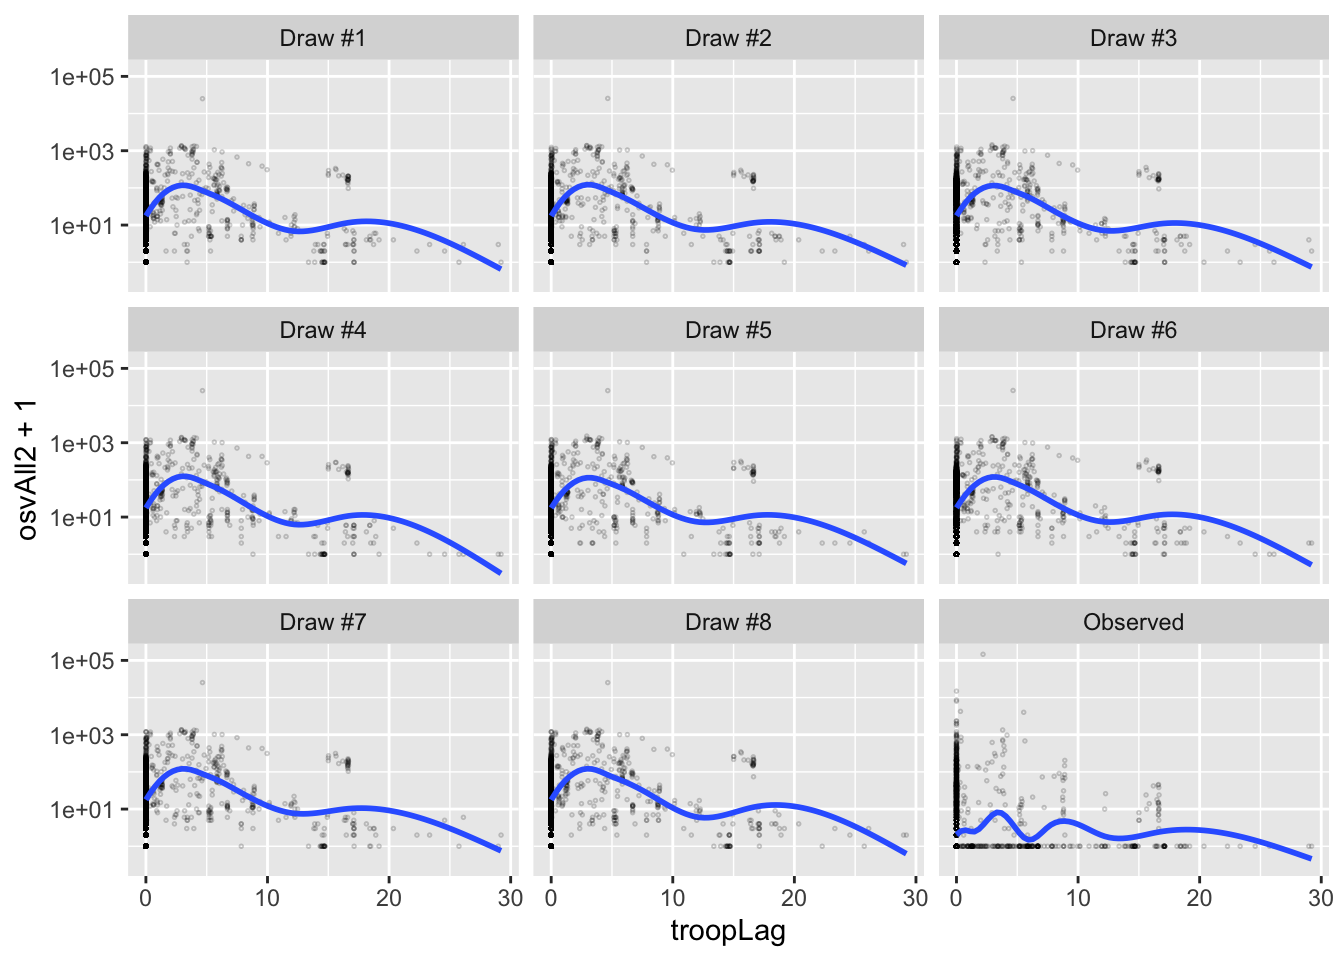 Draw #1 Draw #2 Draw #3
1e+05
1e+03
1e+01
Draw #4 Draw #5 Draw #6
1e+05
1e+03
1e+01
Draw #7 Draw #8 Observed
1e+05
1e+03
1e+01
0 10 20 30 0 10 20 30 0 10 20 30
troopLag
osvAll2 + 1